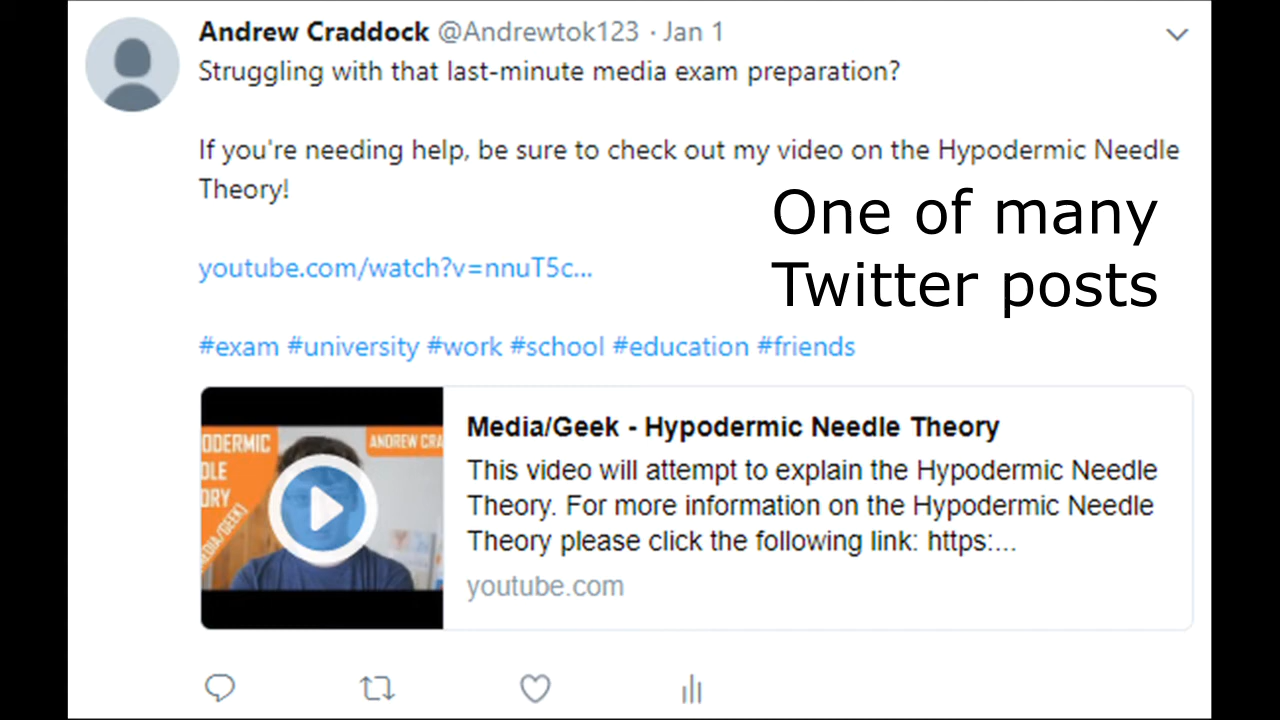 Andrew Craddock @Andrewtok123 · Jan 1
Struggling with that last-minute media exam preparation?
If you're needing help, be sure to check out my video on the Hypodermic Needle
Theory!
One of many
Twitter posts
youtube.com/watch?v=nnuT5c...
#exam #university #work #school #education #friends
ODERMIC
DLE
ORY
MEDIA/GEEK)
ANDREW CRA
Media/Geek - Hypodermic Needle Theory
This video will attempt to explain the Hypodermic Needle
Theory. For more information on the Hypodermic Needle
Theory please click the following link: https:...
youtube.com